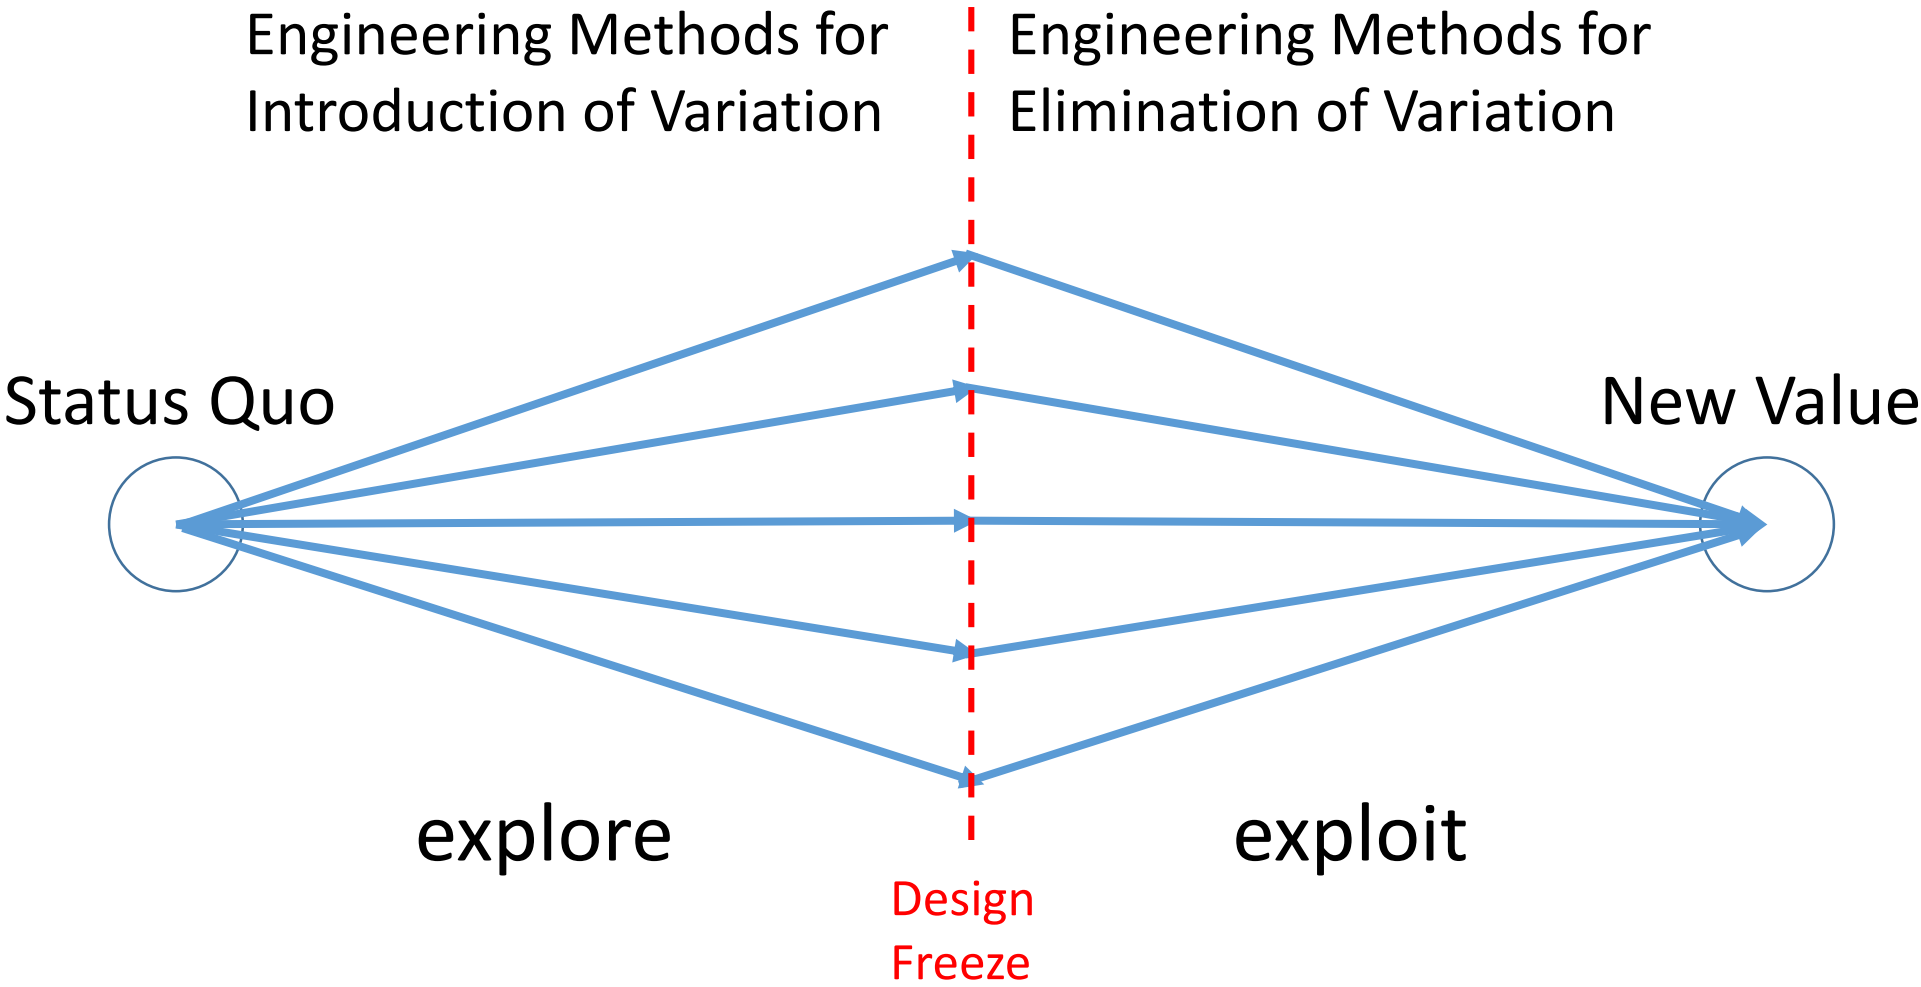 Engineering Methods for
Introduction of Variation
Engineering Methods for
Elimination of Variation
Status Quo
New Value
explore
exploit
Design
Freeze